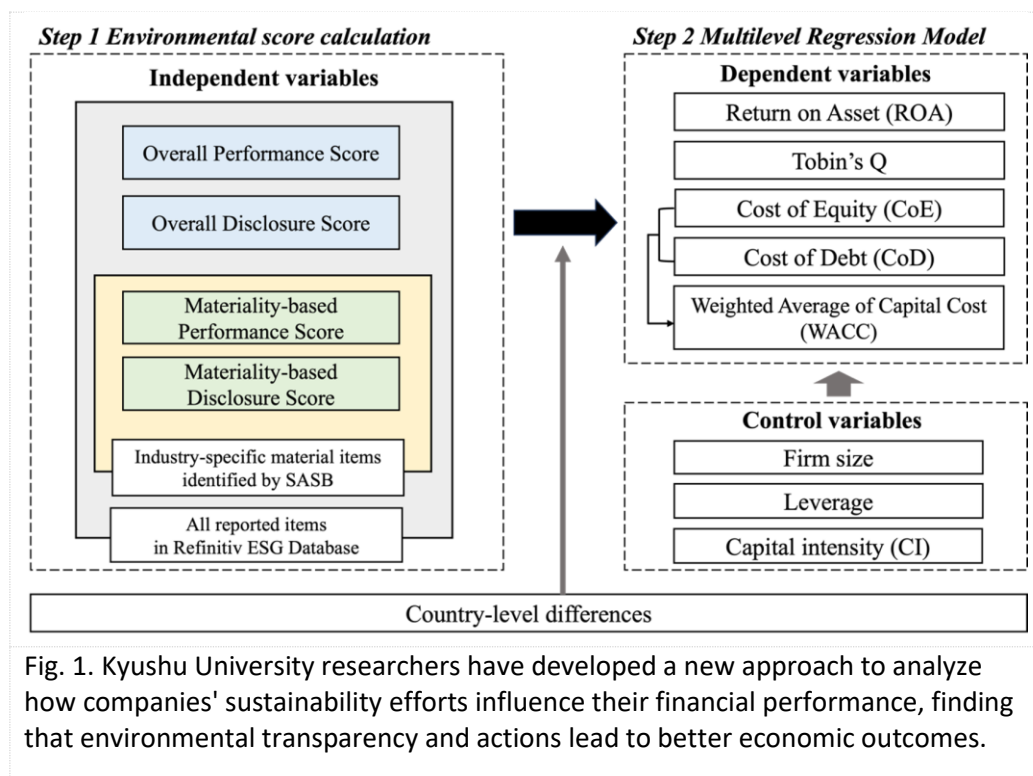 Step 1 Environmental score calculation
Independent variables
Overall Performance Score
Overall Disclosure Score
Materiality-based
Performance Score
Materiality-based
Disclosure Score
Industry-specific material items
identified by SASB
All reported items
in Refinitiv ESG Database
Step 2 Multilevel Regression Model
Dependent variables
Return on Asset (ROA)
Tobin’s Q
Cost of Equity (CoE)
Cost of Debt (CoD)
Weighted Average of Capital Cost
(WACC)
Control variables
Firm size
Leverage
Capital intensity (CI)
Country-level differences
Fig. 1. Kyushu University researchers have developed a new approach to analyze
how companies' sustainability efforts influence their financial performance, finding
that environmental transparency and actions lead to better economic outcomes.